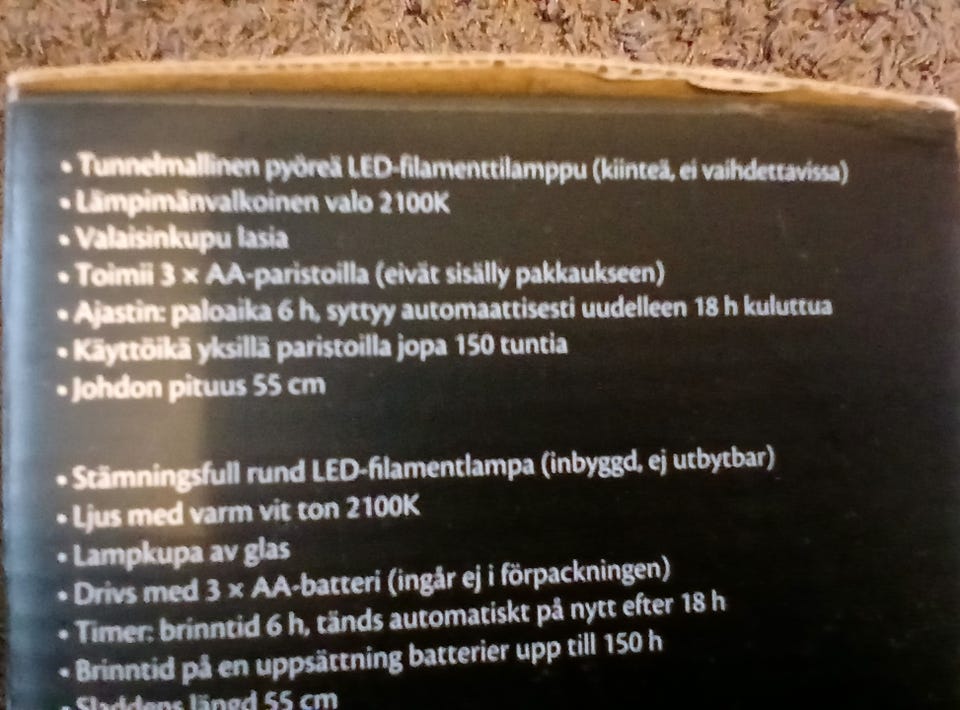 • Tunnelmallinen pyöreä LED-filamenttilamppu (kiinteä, ei vaihdettavissa)
• Lämpimänvalkoinen valo 2100K
• Valaisinkupu lasia
• Toimii 3 × AA-paristoilla (eivät sisälly pakkaukseen)
• Ajastin: paloaika 6 h, syttyy automaattisesti uudelleen 18 h kuluttua
• Käyttöikä yksillä paristoilla jopa 150 tuntia
• Johdon pituus 55 cm
• Stämningsfull rund LED-filamentlampa (inbyggd, ej utbytbar)
• Ljus med varm vit ton 2100K
• Lampkupa av glas
• Drivs med 3 × AA-batteri (ingår ej i förpackningen)
• Timer: brinntid 6 h, tänds automatiskt på nytt efter 18 h
• Brinntid på en uppsättning batterier upp till 150 h
• Sladdens längd 55 cm